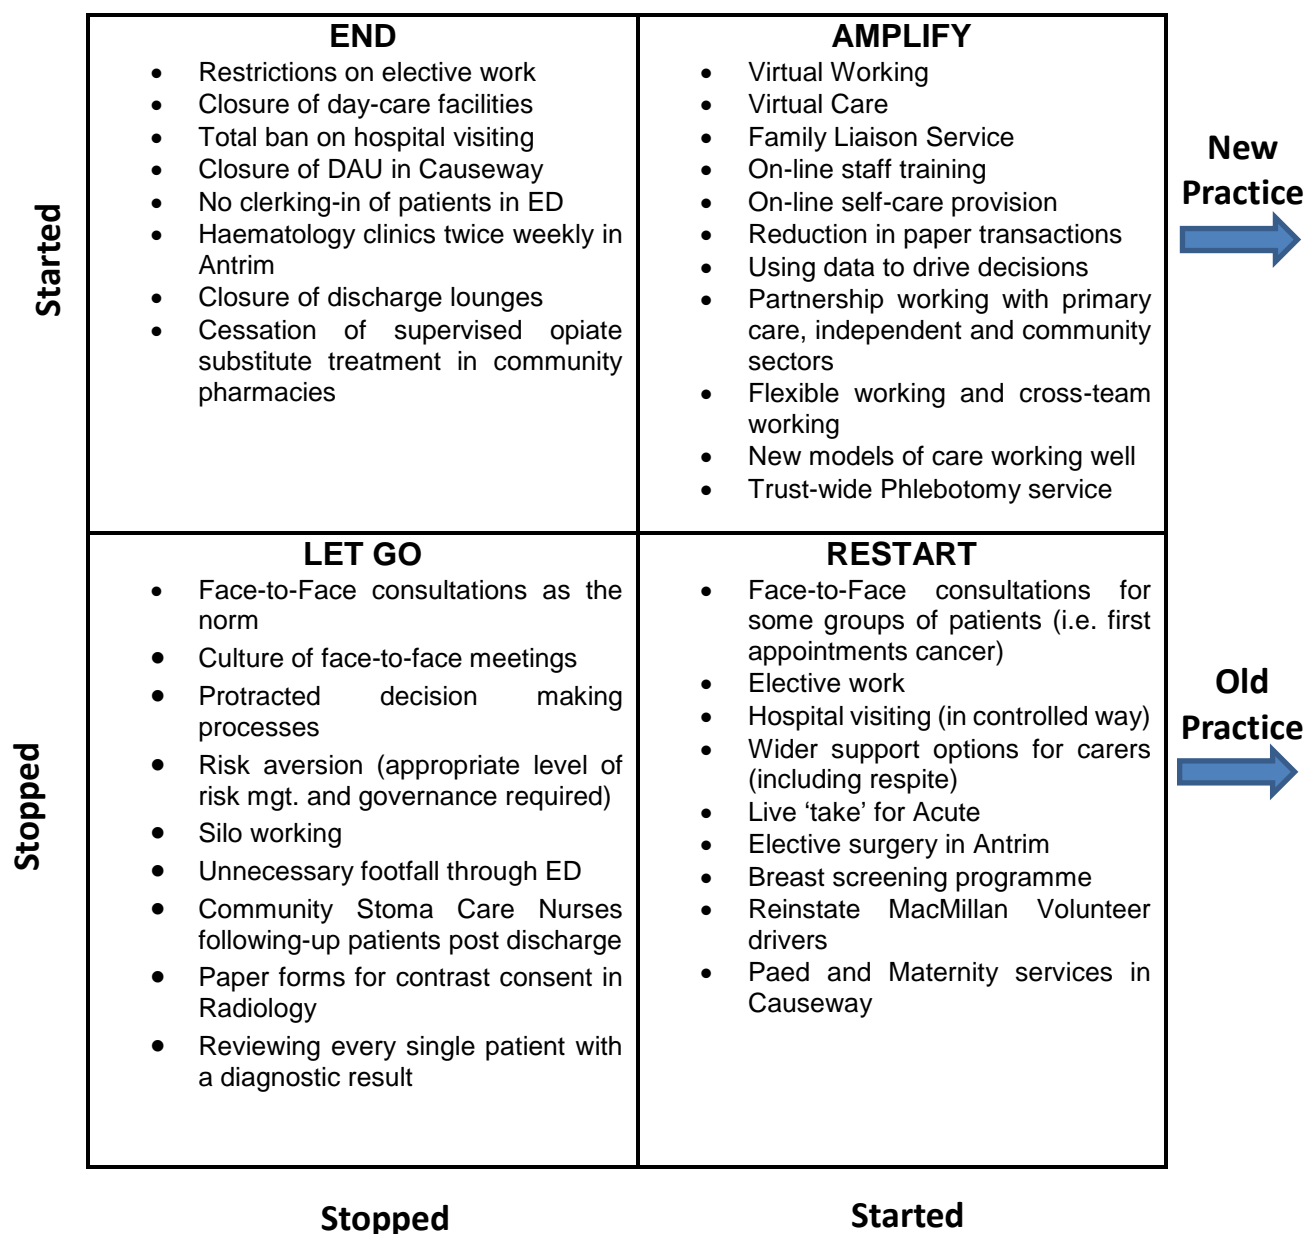 END
• Restrictions on elective work
• Closure of day-care facilities
• Total ban on hospital visiting
• Closure of DAU in Causeway
• No clerking-in of patients in ED
• Haematology clinics twice weekly in
Antrim
• Closure of discharge lounges
• Cessation of supervised opiate
substitute treatment in community
pharmacies
AMPLIFY
• Virtual Working
• Virtual Care
• Family Liaison Service
• On-line staff training
• On-line self-care provision
• Reduction in paper transactions
• Using data to drive decisions
• Partnership working with primary
care, independent and community
sectors
• Flexible working and cross-team
working
• New models of care working well
• Trust-wide Phlebotomy service
New
Practice
Started
LET GO
• Face-to-Face consultations as the
norm
• Culture of face-to-face meetings
• Protracted decision making
processes
• Risk aversion (appropriate level of
risk mgt. and governance required)
• Silo working
• Unnecessary footfall through ED
• Community Stoma Care Nurses
following-up patients post discharge
• Paper forms for contrast consent in
Radiology
• Reviewing every single patient with
a diagnostic result
RESTART
• Face-to-Face consultations for
some groups of patients (i.e. first
appointments cancer)
• Elective work
• Hospital visiting (in controlled way)
• Wider support options for carers
(including respite)
• Live ‘take’ for Acute
• Elective surgery in Antrim
• Breast screening programme
• Reinstate MacMillan Volunteer
drivers
• Paed and Maternity services in
Causeway
Old
Practice
Stopped
Stopped
Started